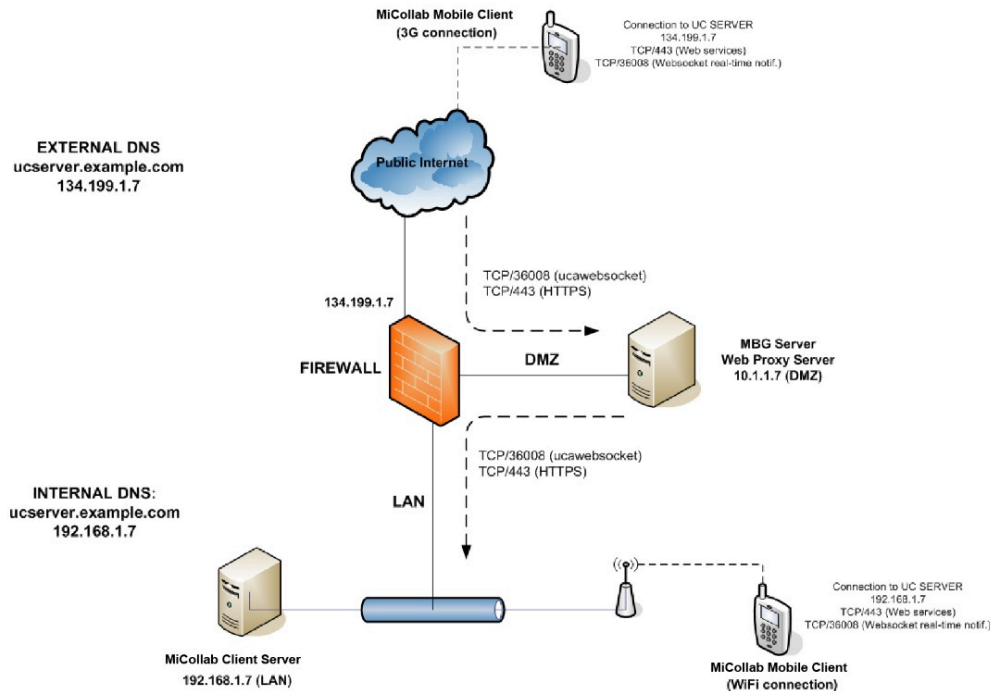 MiCollab Mobile Client
(3G connection)
Connection to UC SERVER
134.199.1.7
TCP/443 (Web services)
TCP/36008 (Websocket real-time notif.)
EXTERNAL DNS
ucserver.example.com
134.199.1.7
Public Internet
TCP/36008 (ucawebsocket)
TCP/443 (HTTPS)
134.199.1.7
FIREWALL
DMZ
MBG Server
Web Proxy Server
10.1.1.7 (DMZ)
TCP/36008 (ucawebsocket)
TCP/443 (HTTPS)
LAN
INTERNAL DNS:
ucserver.example.com
192.168.1.7
Connection to UC SERVER
192.168.1.7
TCP/443 (Web services)
TCP/36008 (Websocket real-time notif.)
MiCollab Client Server
192.168.1.7 (LAN)
MiCollab Mobile Client
(WiFi connection)